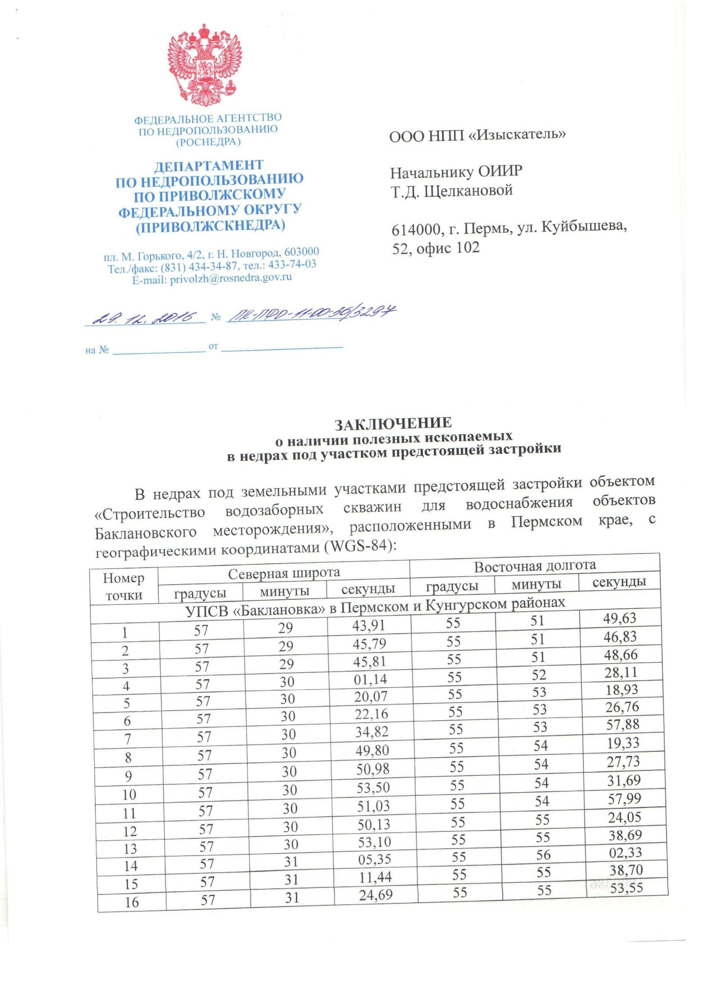 ФЕДЕРАЛЬНОЕ АГЕНТСТВО
ПО НЕДРОПОЛЬЗОВАНИЮ
(РОСНЕДРА)
ДЕПАРТАМЕНТ
ПО НЕДРОПОЛЬЗОВАНИЮ
ПО ПРИВОЛЖСКОМУ
ФЕДЕРАЛЬНОМУ ОКРУГУ
(ПРИВОЛЖСКНЕДРА)
пл. М. Горького, 4/2, г. Н. Новгород, 603000
Тел./факс: (831) 434-34-87, тел.: 433-74-03
E-mail: privolzh@rosnedra.gov.ru
29.12.2016 № ПК-ПФО-11-00-36/3297
на № от
ООО НПП «Изыскатель»
Начальнику ОИИР
Т.Д. Щелкановой
614000, г. Пермь, ул. Куйбышева,
52, офис 102
ЗАКЛЮЧЕНИЕ
о наличии полезных ископаемых
в недрах под участком предстоящей застройки
В недрах под земельными участками предстоящей застройки объектом
«Строительство водозаборных скважин для водоснабжения объектов
Баклановского месторождения», расположенными в Пермском крае, с
географическими координатами (WGS-84):
Номер точки Северная широта Восточная долгота
градусы минуты секунды градусы минуты секунды
УПСВ «Баклановка» в Пермском и Кунгурском районах
1 57 29 43,91 55 51 49,63
2 57 29 45,79 55 51 46,83
3 57 29 45,81 55 51 48,66
4 57 30 01,14 55 52 28,11
5 57 30 20,07 55 53 18,93
6 57 30 22,16 55 53 26,76
7 57 30 34,82 55 53 57,88
8 57 30 49,80 55 54 19,33
9 57 30 50,98 55 54 27,73
10 57 30 53,50 55 54 31,69
11 57 30 51,03 55 54 57,99
12 57 30 50,13 55 55 24,05
13 57 30 53,10 55 55 38,69
14 57 31 05,35 55 56 02,33
15 57 31 11,44 55 55 38,70
16 57 31 24,69 55 55 53,55